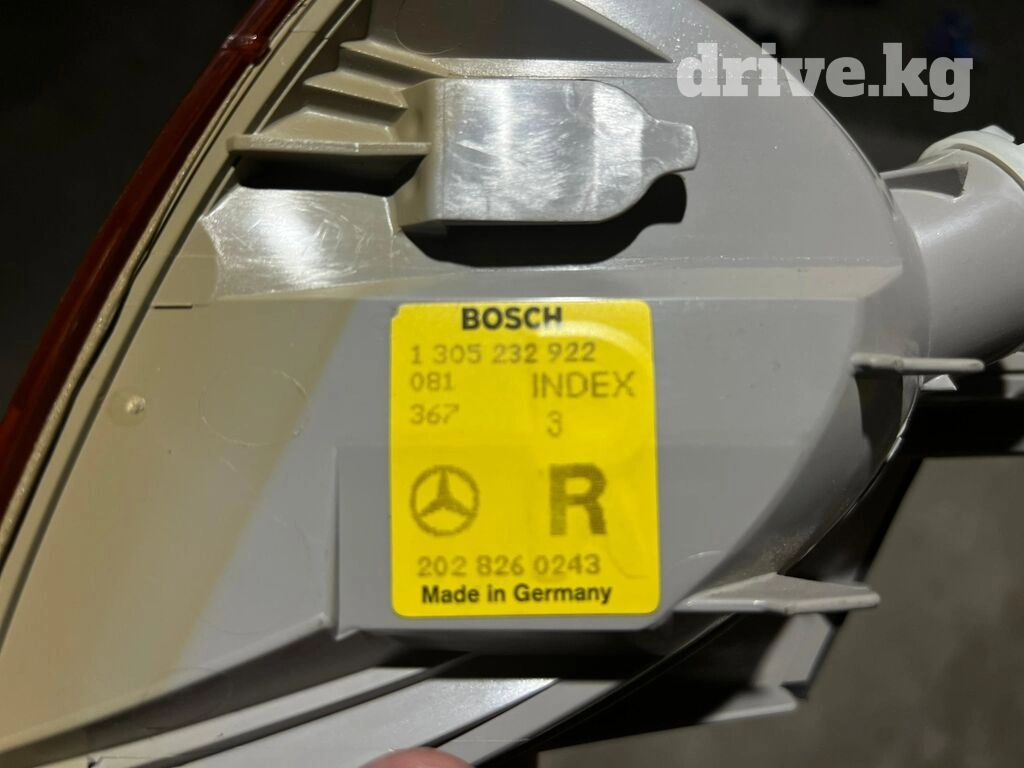 drive.kg
BOSCH
1 305 232 922
081 INDEX
367 3
R
202 826 0243
Made in Germany